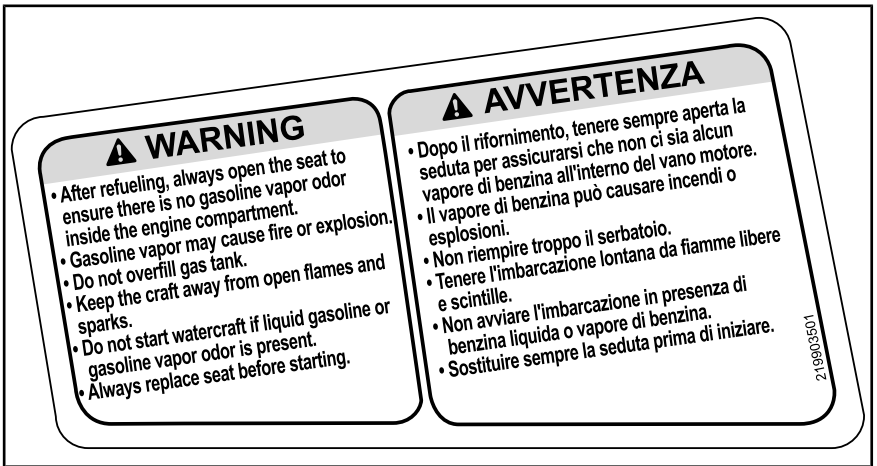 WARNING
• After refueling, always open the seat to
ensure there is no gasoline vapor odor
inside the engine compartment.
• Gasoline vapor may cause fire or explosion.
• Do not overfill gas tank.
• Keep the craft away from open flames and
sparks.
• Do not start watercraft if liquid gasoline or
gasoline vapor odor is present.
• Always replace seat before starting.
AVVERTENZA
• Dopo il rifornimento, tenere sempre aperta la
seduta per assicurarsi che non ci sia alcun
vapore di benzina all'interno del vano motore.
• Il vapore di benzina può causare incendi o
esplosioni.
• Non riempire troppo il serbatoio.
• Tenere l'imbarcazione lontana da fiamme libere
e scintille.
• Non avviare l'imbarcazione in presenza di
benzina liquida o vapore di benzina.
• Sostituire sempre la seduta prima di iniziare.
219903501